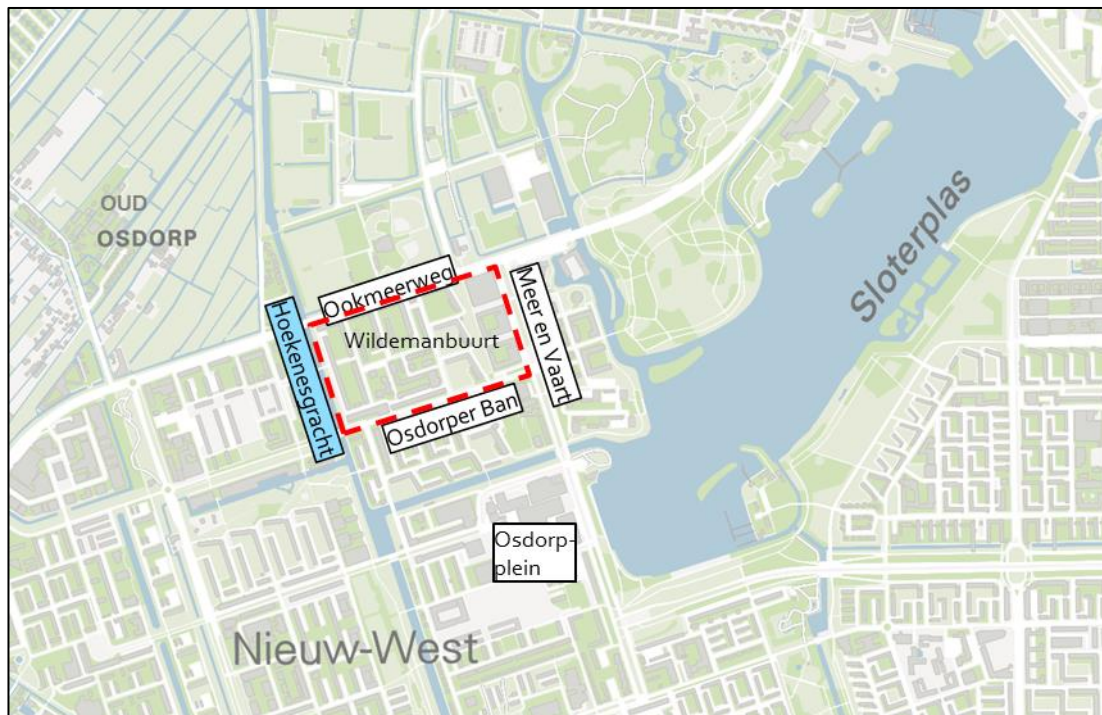 OUD
OSDORP
Sloterplas
Ookmeerweg
Meer en Vaart
Hoekenesgracht
Wildemanbuurt
Osdorper Ban
Osdorp-
plein
Nieuw-West